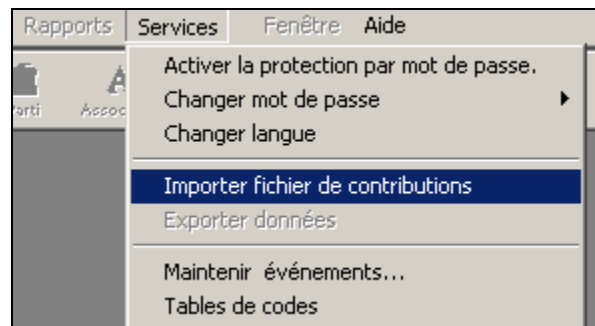 Rapports Services Fenêtre Aide
Activer la protection par mot de passe.
Changer mot de passe
Changer langue
Importer fichier de contributions
Exporter données
Maintenir événements...
Tables de codes